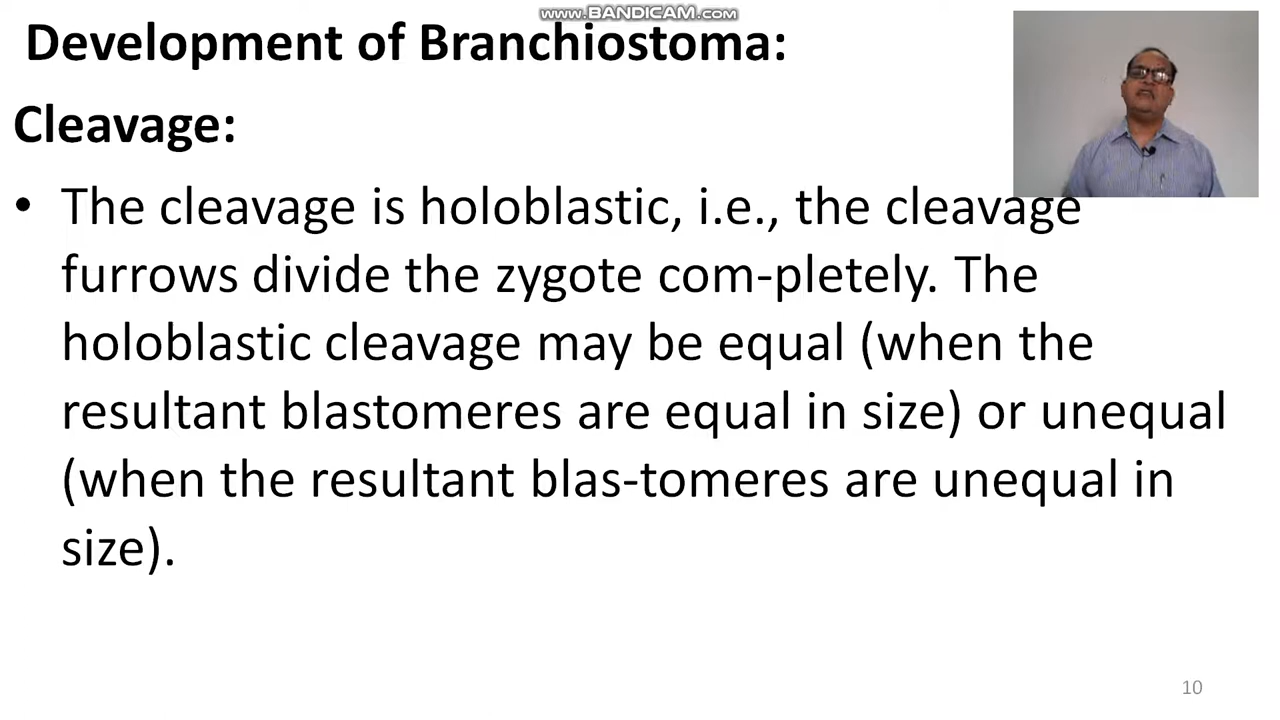 www.BANDICAM.com
Development of Branchiostoma:
Cleavage:
• The cleavage is holoblastic, i.e., the cleavage
furrows divide the zygote com-pletely. The
holoblastic cleavage may be equal (when the
resultant blastomeres are equal in size) or unequal
(when the resultant blas-tomeres are unequal in
size).
10